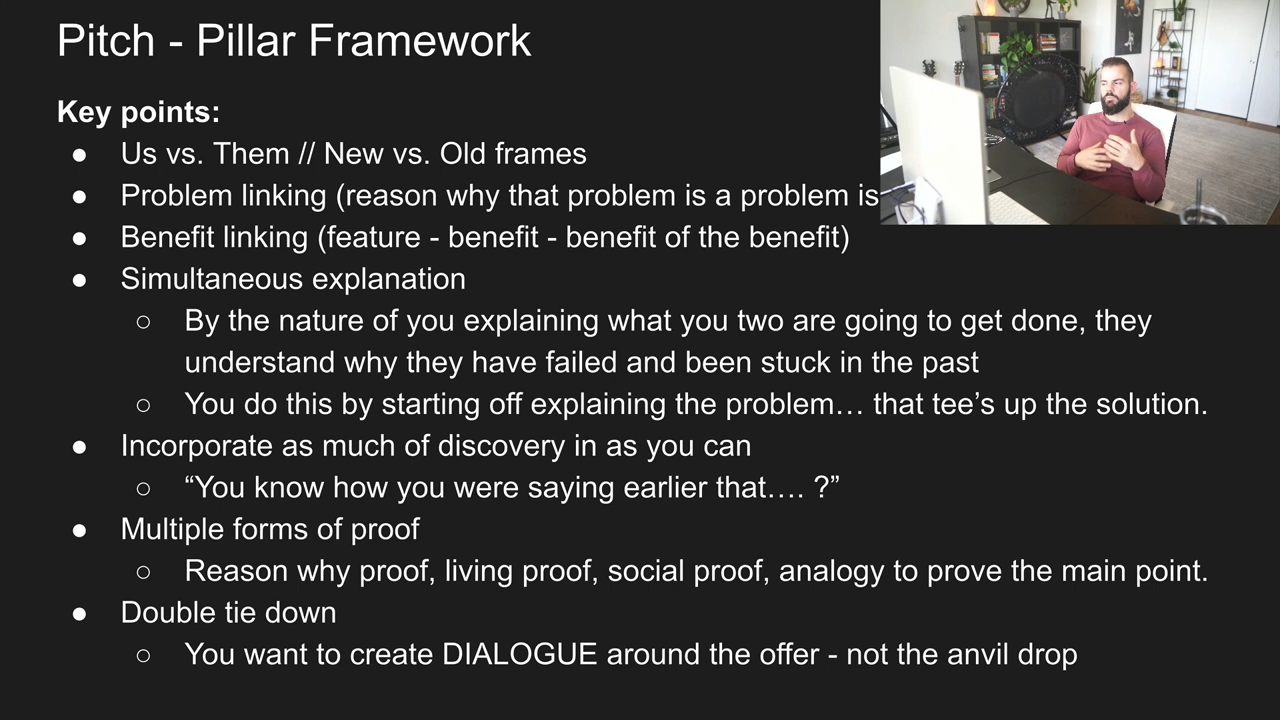 Pitch - Pillar Framework
Key points:
● Us vs. Them // New vs. Old frames
● Problem linking (reason why that problem is a problem is
● Benefit linking (feature - benefit - benefit of the benefit)
● Simultaneous explanation
○ By the nature of you explaining what you two are going to get done, they
understand why they have failed and been stuck in the past
○ You do this by starting off explaining the problem… that tee’s up the solution.
● Incorporate as much of discovery in as you can
○ “You know how you were saying earlier that…. ?”
● Multiple forms of proof
○ Reason why proof, living proof, social proof, analogy to prove the main point.
● Double tie down
○ You want to create DIALOGUE around the offer - not the anvil drop